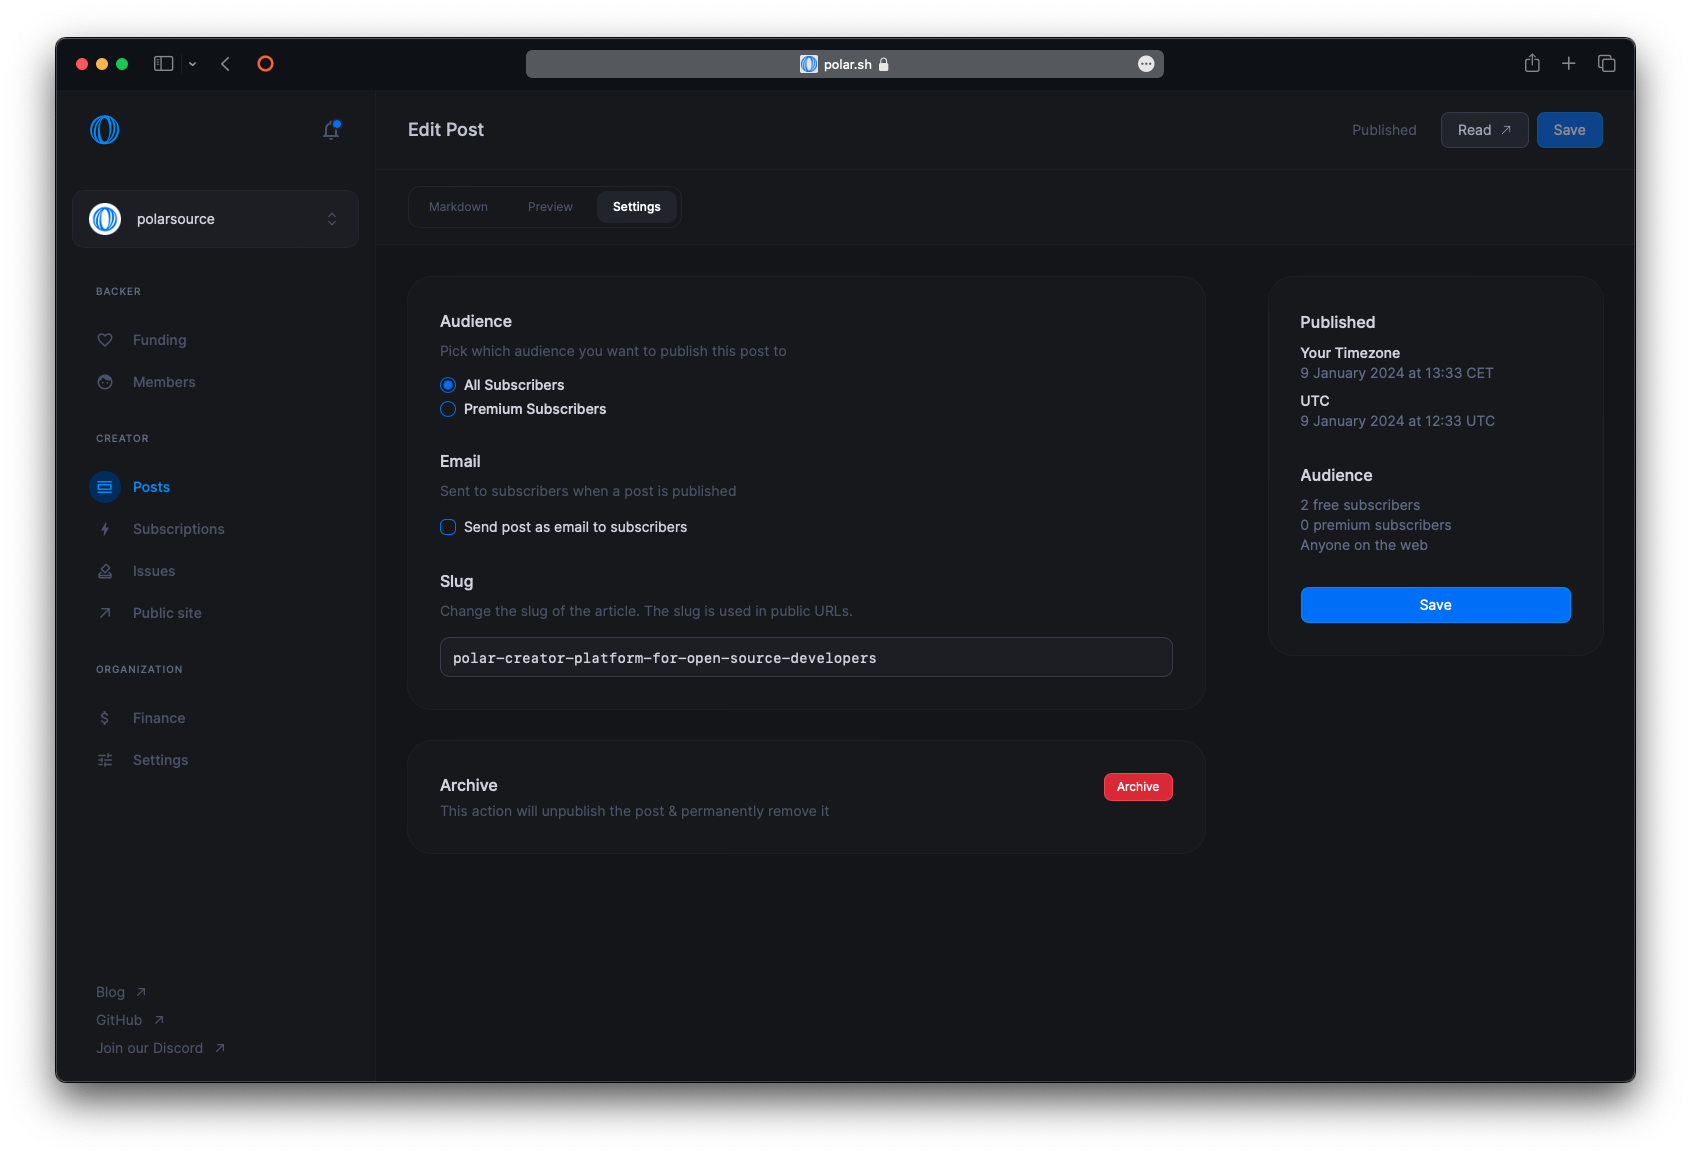 polar.sh
Edit Post
Published
Read
Save
polarsource
Markdown
Preview
Settings
BACKER
Funding
Members
CREATOR
Posts
Subscriptions
Issues
Public site
ORGANIZATION
Finance
Settings
Blog
GitHub
Join our Discord
Audience
Pick which audience you want to publish this post to
All Subscribers
Premium Subscribers
Email
Sent to subscribers when a post is published
Send post as email to subscribers
Slug
Change the slug of the article. The slug is used in public URLs.
polar-creator-platform-for-open-source-developers
Archive
This action will unpublish the post & permanently remove it
Archive
Published
Your Timezone
9 January 2024 at 13:33 CET
UTC
9 January 2024 at 12:33 UTC
Audience
2 free subscribers
0 premium subscribers
Anyone on the web
Save